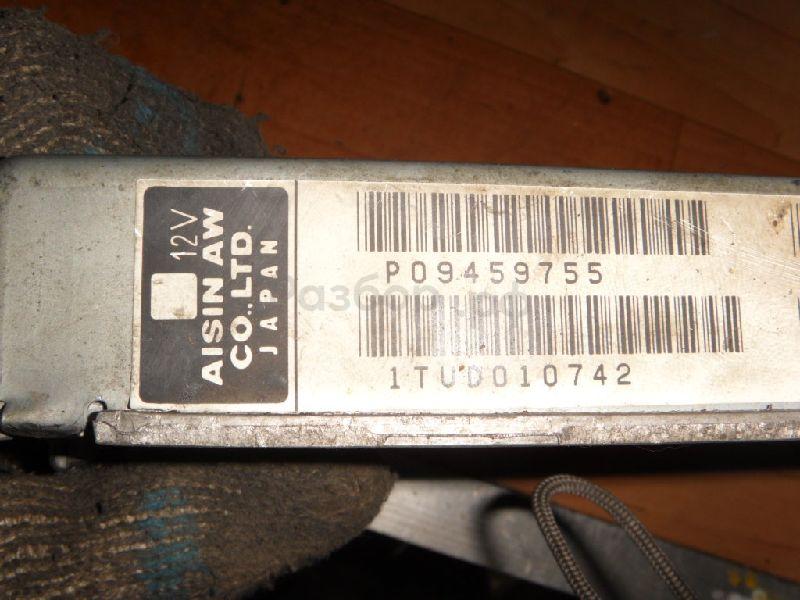 12V
AISIN AW
CO.,LTD.
JAPAN
P09459755
1TUD010742